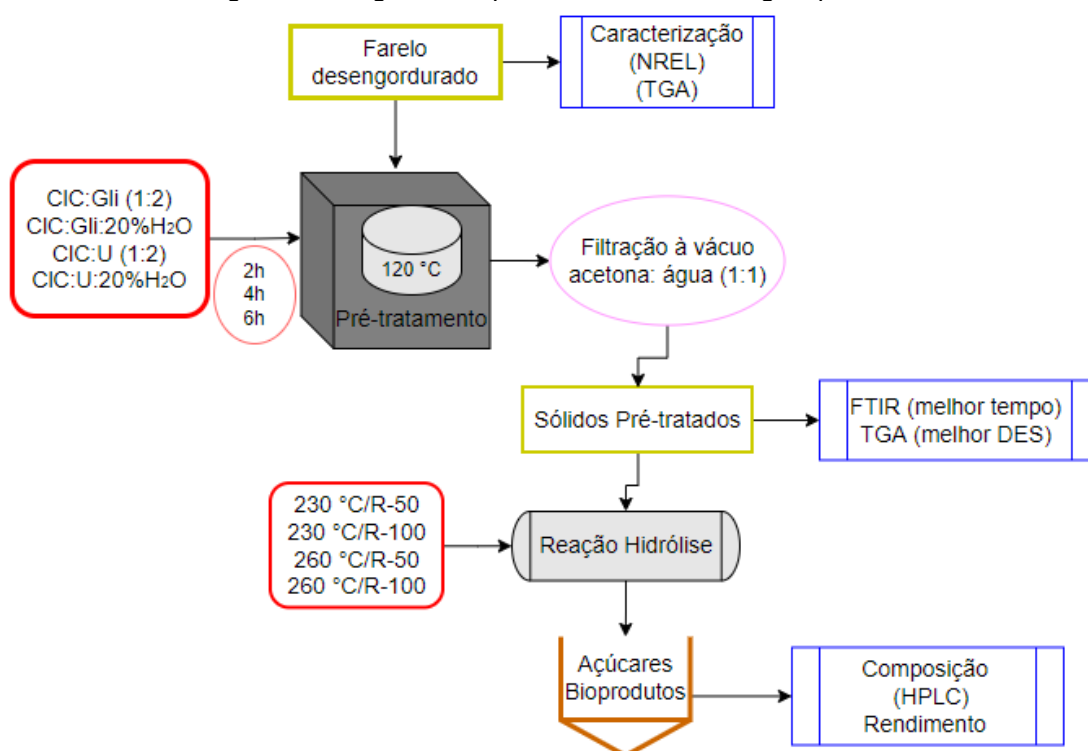 Farelo
desengordurado
Caracterização
(NREL)
(TGA)
ClC:Gli (1:2)
ClC:Gli:20%H₂O
ClC:U (1:2)
ClC:U:20%H₂O
2h
4h
6h
120 °C
Pré-tratamento
Filtração à vácuo
acetona: água (1:1)
Sólidos Pré-tratados
FTIR (melhor tempo)
TGA (melhor DES)
230 °C/R-50
230 °C/R-100
260 °C/R-50
260 °C/R-100
Reação Hidrólise
Açúcares
Bioprodutos
Composição
(HPLC)
Rendimento